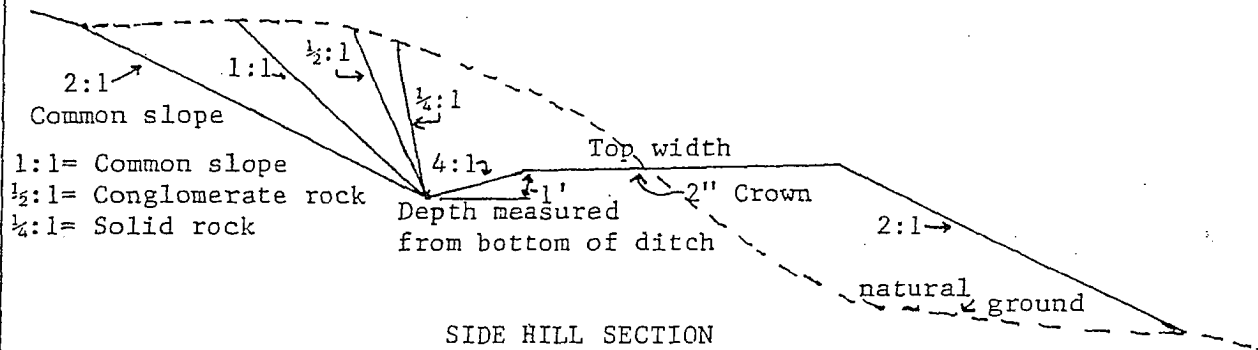 2:1
Common slope
1:1
½:1
¼:1
1:1= Common slope
½:1= Conglomerate rock
¼:1= Solid rock
4:1
Top width
1'
2" Crown
Depth measured
from bottom of ditch
2:1
natural ground
SIDE HILL SECTION